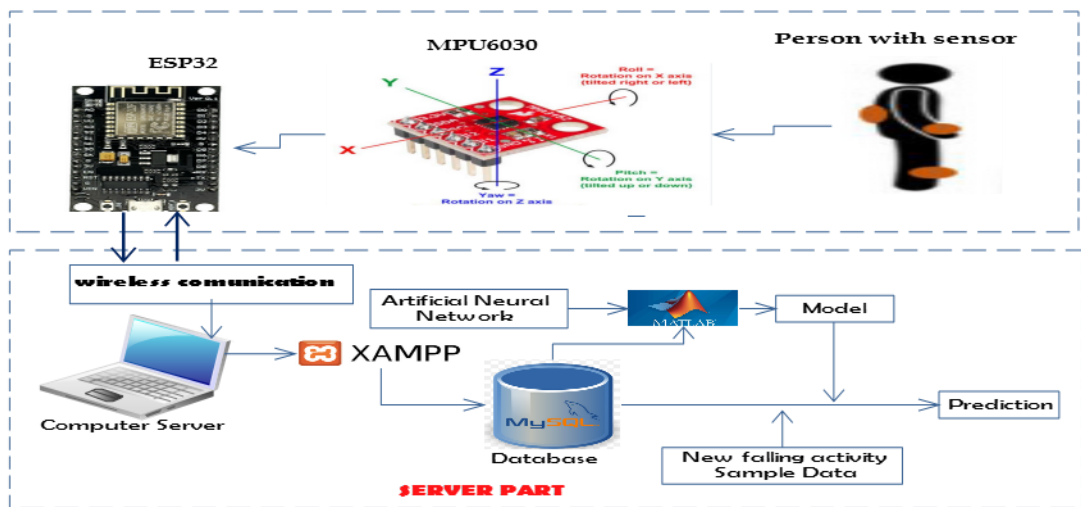 Person with sensor
MPU6030
ESP32
Z
Y
X
Roll =
Rotation on X axis
(tilted right or left)
Pitch =
Rotation on Y axis
(tilted up or down)
Yaw =
Rotation on Z axis
wireless comunication
Artificial Neural
Network
MATLAB
Model
XAMPP
Computer Server
MySQL
Database
Prediction
New falling activity
Sample Data
SERVER PART